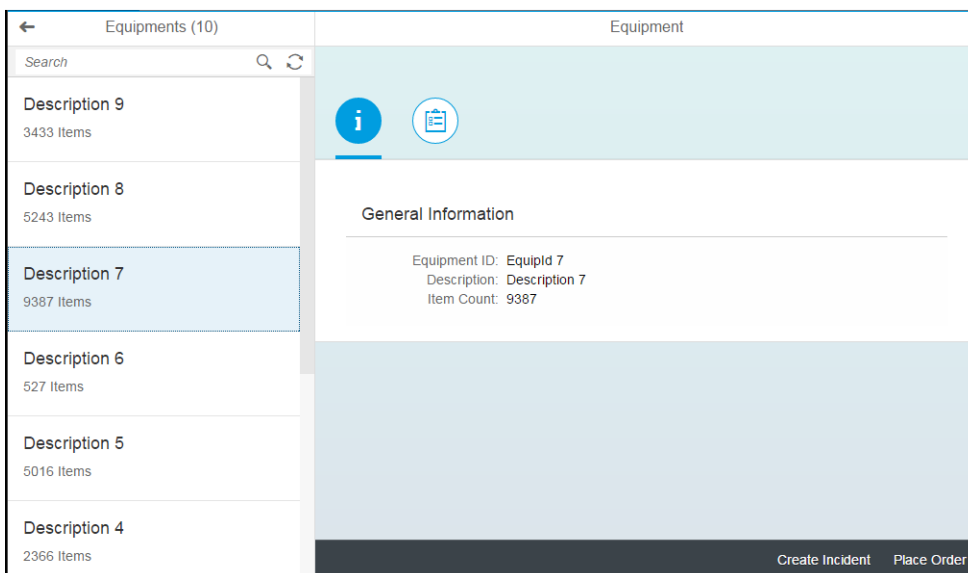 Equipments (10)
Search
Description 9
3433 Items
Description 8
5243 Items
Description 7
9387 Items
Description 6
527 Items
Description 5
5016 Items
Description 4
2366 Items
Equipment
General Information
Equipment ID: EquipId 7
Description: Description 7
Item Count: 9387
Create Incident Place Order